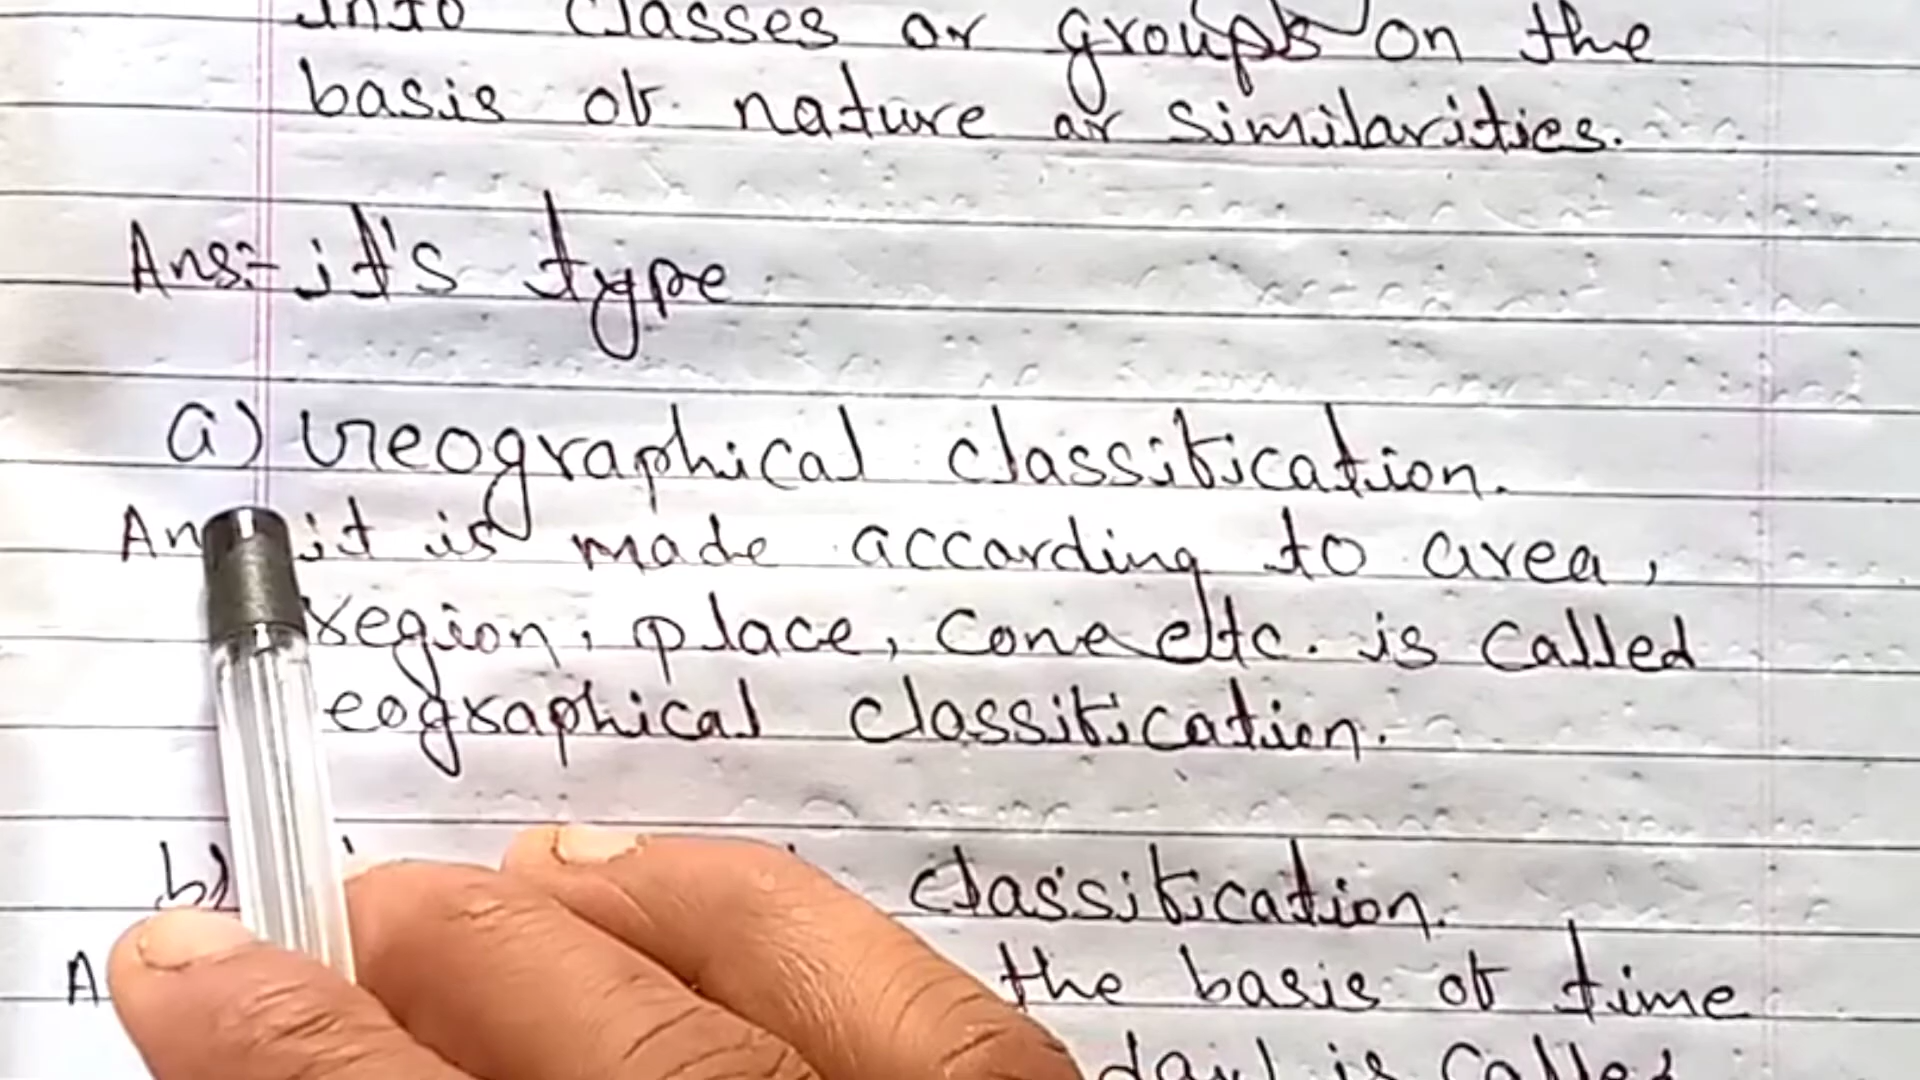 into classes or groups on the
basis of nature or similarities.
Ans:- it's type
a) Geographical classification.
An it is made according to area,
region, place, cone etc. is called
eographical classification.
b) classification.
A the basis of time
is called